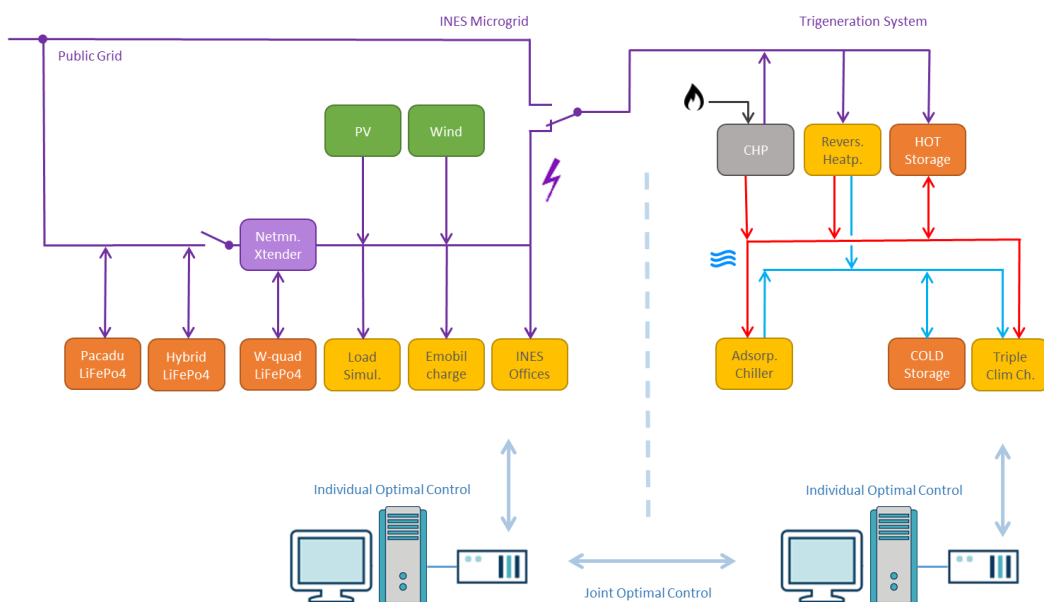 INES Microgrid
Trigeneration System
Public Grid
PV
Wind
CHP
Revers.
Heatp.
HOT
Storage
Netmn.
Xtender
Pacadu
LiFePo4
Hybrid
LiFePo4
W-quad
LiFePo4
Load
Simul.
Emobil
charge
INES
Offices
Adsorp.
Chiller
COLD
Storage
Triple
Clim Ch.
Individual Optimal Control
Individual Optimal Control
Joint Optimal Control